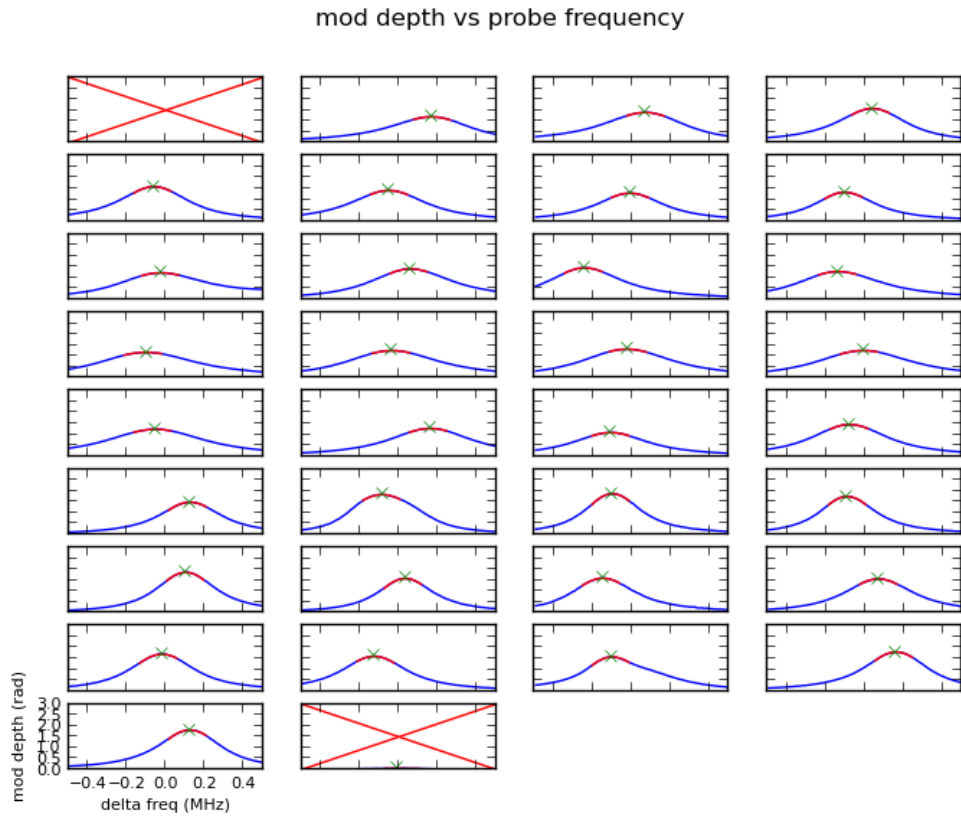 mod depth vs probe frequency
mod depth (rad)
3.0
2.5
2.0
1.5
1.0
0.5
0.0
−0.4 −0.2 0.0 0.2 0.4
delta freq (MHz)